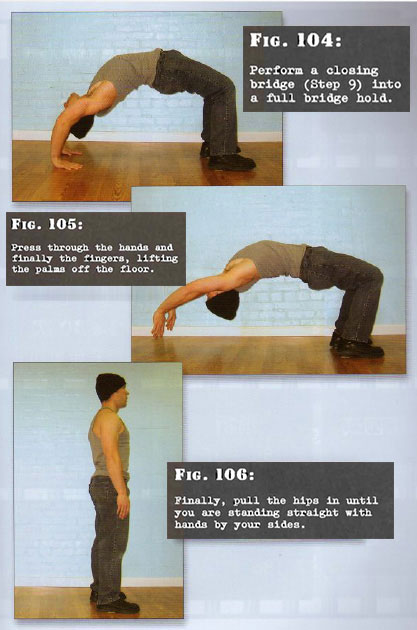 Fig. 104:
Perform a closing
bridge (Step 9) into
a full bridge hold.
Fig. 105:
Press through the hands and
finally the fingers, lifting
the palms off the floor.
Fig. 106:
Finally, pull the hips in until
you are standing straight with
hands by your sides.